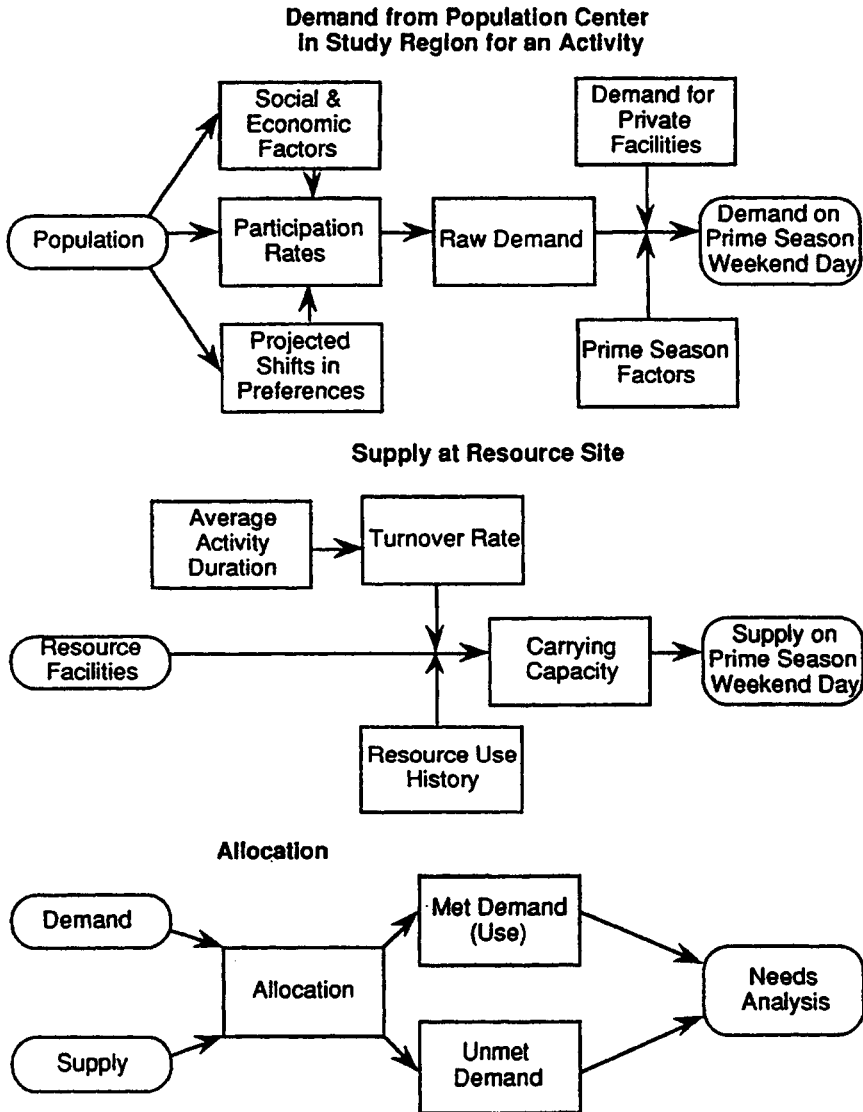 Demand from Population Center
in Study Region for an Activity
Social &
Economic
Factors
Demand for
Private
Facilities
Population
Participation
Rates
Raw Demand
Demand on
Prime Season
Weekend Day
Projected
Shifts in
Preferences
Prime Season
Factors
Supply at Resource Site
Average
Activity
Duration
Turnover Rate
Resource
Facilities
Carrying
Capacity
Supply on
Prime Season
Weekend Day
Resource Use
History
Allocation
Demand
Met Demand
(Use)
Allocation
Needs
Analysis
Supply
Unmet
Demand